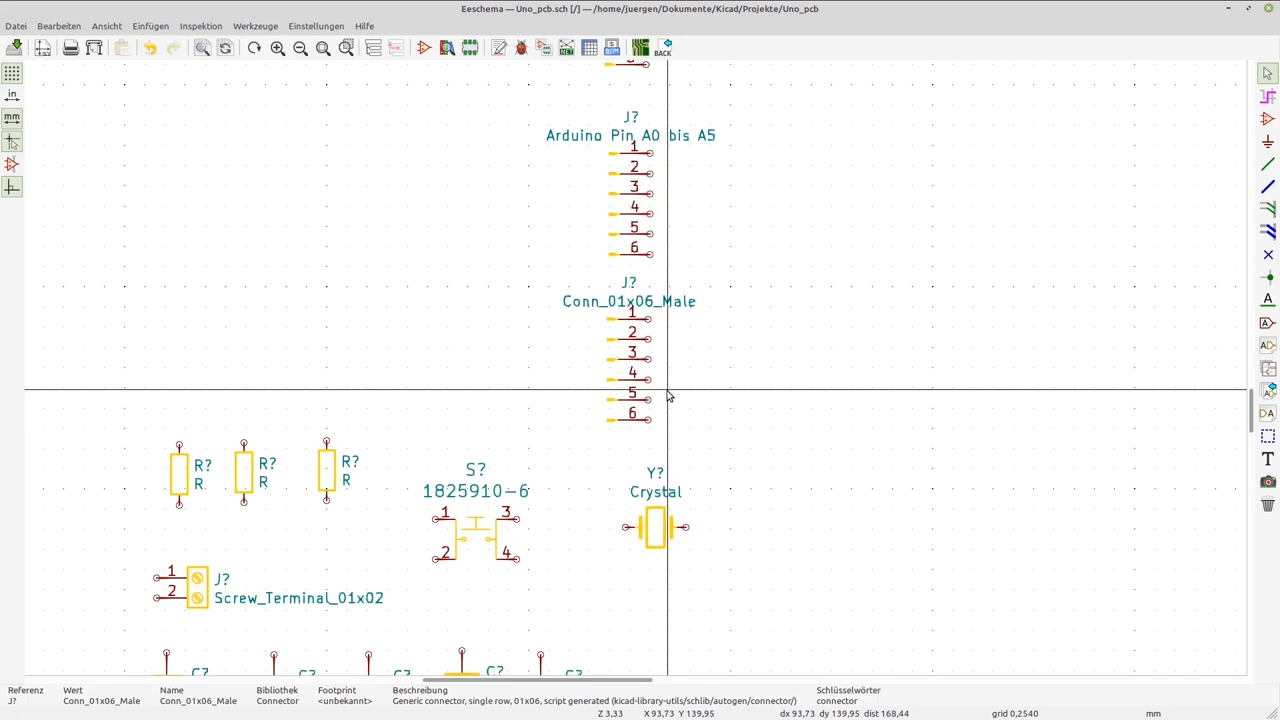 Eeschema — Uno_pcb.sch [/] — /home/juergen/Dokumente/Kicad/Projekte/Uno_pcb
Datei Bearbeiten Ansicht Einfügen Inspektion Werkzeuge Einstellungen Hilfe
BOM
BACK
in
mm
J?
Arduino Pin A0 bis A5
1
2
3
4
5
6
J?
Conn_01x06_Male
1
2
3
4
5
6
R? R? R?
R R R
S?
1825910-6
1 3
2 4
Y?
Crystal
1 J?
2 Screw_Terminal_01x02
C? C? C? C? C?
Referenz Wert Name Bibliothek Footprint Beschreibung Schlüsselwörter
J? Conn_01x06_Male Conn_01x06_Male Connector <unbekannt> Generic connector, single row, 01x06, script generated (kicad-library-utils/schlib/autogen/connector/) connector
Z 3,33 X 93,73 Y 139,95 dx 93,73 dy 139,95 dist 168,44 grid 0,2540 mm